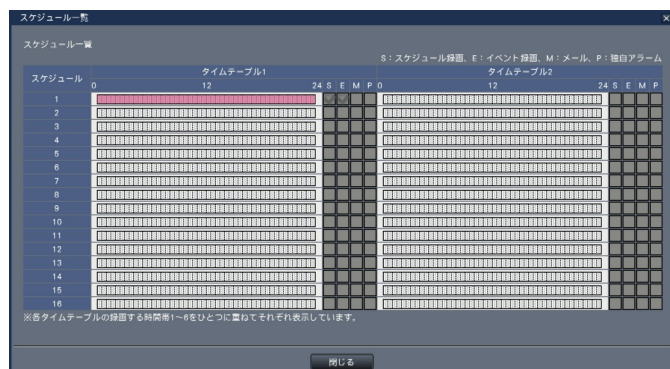 スケジュール一覧
スケジュール一覧
S：スケジュール録画、E：イベント録画、M：メール、P：独自アラーム
スケジュール タイムテーブル1 タイムテーブル2
0 12 24 S E M P 0 12 24 S E M P
1
2
3
4
5
6
7
8
9
10
11
12
13
14
15
16
※各タイムテーブルの録画する時間帯1～6をひとつに重ねてそれぞれ表示しています。
閉じる